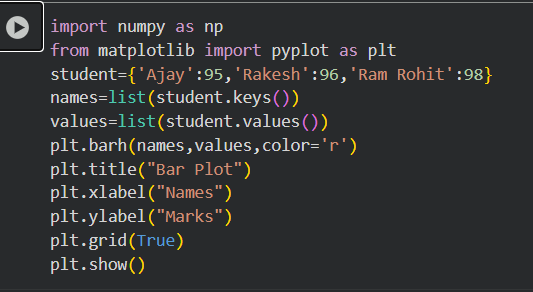 import numpy as np
from matplotlib import pyplot as plt
student={'Ajay':95,'Rakesh':96,'Ram Rohit':98}
names=list(student.keys())
values=list(student.values())
plt.barh(names,values,color='r')
plt.title("Bar Plot")
plt.xlabel("Names")
plt.ylabel("Marks")
plt.grid(True)
plt.show()